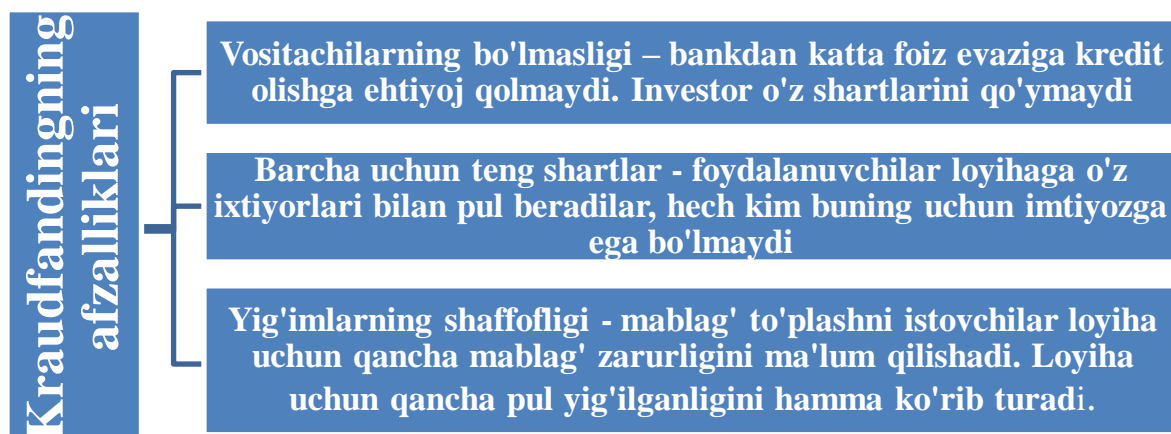 Kraudfandingning
afzalliklari
Vositachilarning bo'lmasligi – bankdan katta foiz evaziga kredit
olishga ehtiyoj qolmaydi. Investor o'z shartlarini qo'ymaydi
Barcha uchun teng shartlar - foydalanuvchilar loyihaga o'z
ixtiyorlari bilan pul beradilar, hech kim buning uchun imtiyozga
ega bo'lmaydi
Yig'imlarning shaffofligi - mablag' to'plashni istovchilar loyiha
uchun qancha mablag' zarurligini ma'lum qilishadi. Loyiha
uchun qancha pul yig'ilganligini hamma ko'rib turadi.